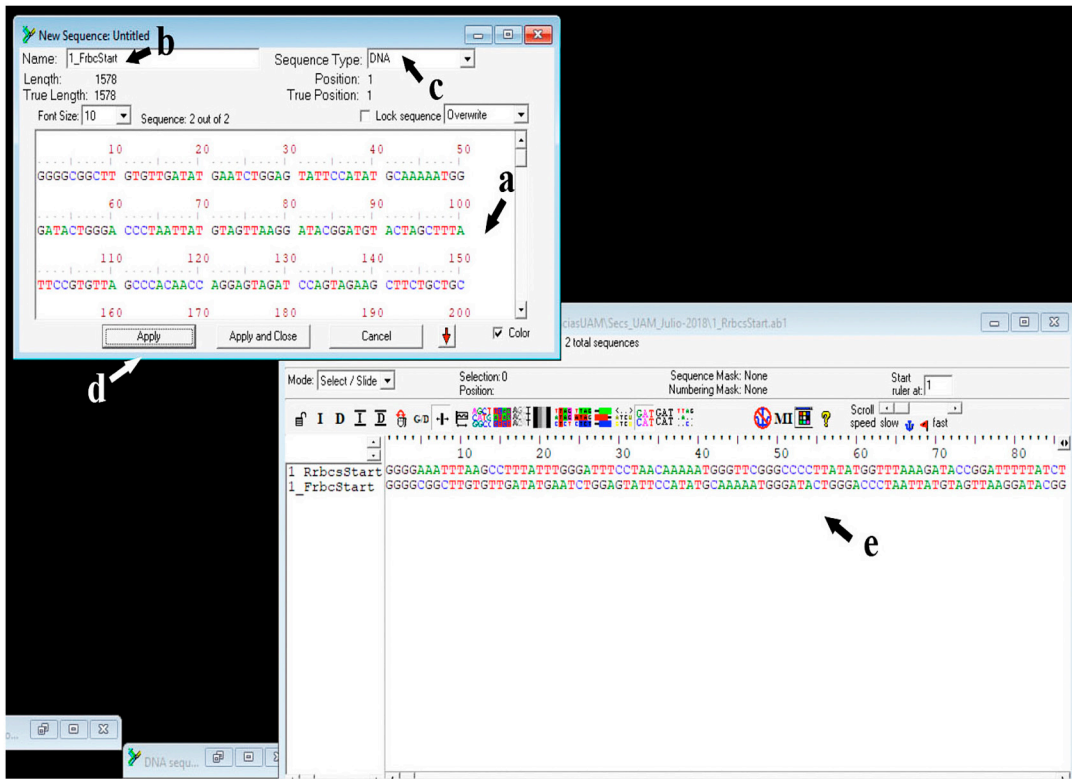 New Sequence: Untitled
b
Name: 1_FrbcStart Sequence Type: DNA
Length: 1578 Position: 1
True Length: 1578 True Position: 1
c
Font Size: 10 Sequence: 2 out of 2 Lock sequence Overwrite
10 20 30 40 50
GGGGCGGCTT GTGTTGATAT GAATCTGGAG TATTCCATAT GCAAAAATGG
a
60 70 80 90 100
GATACTGGGA CCCTAATTAT GTAGTTAAGG ATACGGATGT ACTAGCTTTA
110 120 130 140 150
TTCCGTGTTA GCCCACAACC AGGAGTAGAT CCAGTAGAAG CTTCTGCTGC
160 170 180 190 200
Apply Apply and Close Cancel Color
d
ciasUAM\Secs_UAM_Julio-2018\1_RrbcsStart.ab1
2 total sequences
Mode: Select / Slide Selection:0 Sequence Mask: None Start
Position: Numbering Mask: None ruler at: 1
I D I D G/D MI ? Scroll
speed slow fast
10 20 30 40 50 60 70 80
1 RrbcsStart GGGGAAATTTAAGCCTTTATTTGGGATTTCCTAACAAAAATGGGTTCGGGCCCCTTATATGGTTTAAAGATACCGGATTTTTATCT
1_FrbcStart GGGGCGGCTTGTGTTGATATGAATCTGGAGTATTCCATATGCAAAAATGGGATACTGGGACCCTAATTATGTAGTTAAGGATACGG
e
DNA sequ...